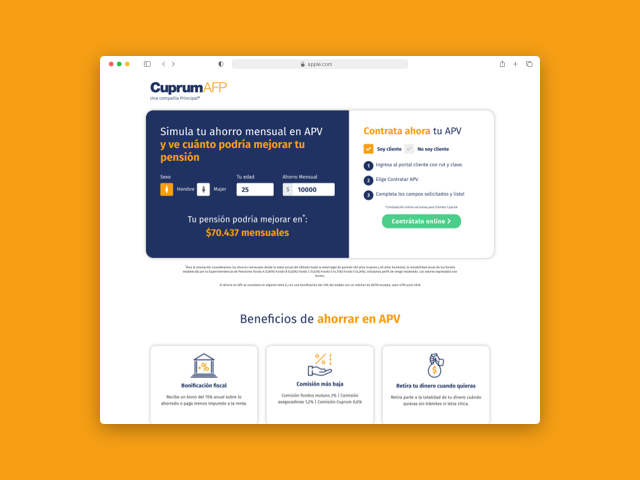 apple.com
CuprumAFP
Una compañía Principal®
Simula tu ahorro mensual en APV
y ve cuánto podría mejorar tu
pensión
Sexo
Tu edad
Ahorro Mensual
Hombre
Mujer
25
$
10000
Tu pensión podría mejorar en*:
$70.437 mensuales
Contrata ahora tu APV
Soy cliente
No soy cliente
1 Ingresa al portal cliente con rut y clave.
2 Elige Contratar APV.
3 Completa los campos solicitados y listo!
Contrátalo online >
Beneficios de ahorrar en APV
Bonificación fiscal
Recibe un bono del 15% anual sobre lo
ahorrado o paga menos impuesto a la renta.
Comisión más baja
Comisión fondos mutuos 2% | Comisión
aseguradoras 1,2% | Comisión Cuprum 0,6%
Retira tu dinero cuando quieras
Retira parte o la totalidad de tu dinero cuándo
quieras sin trámites ni letra chica.